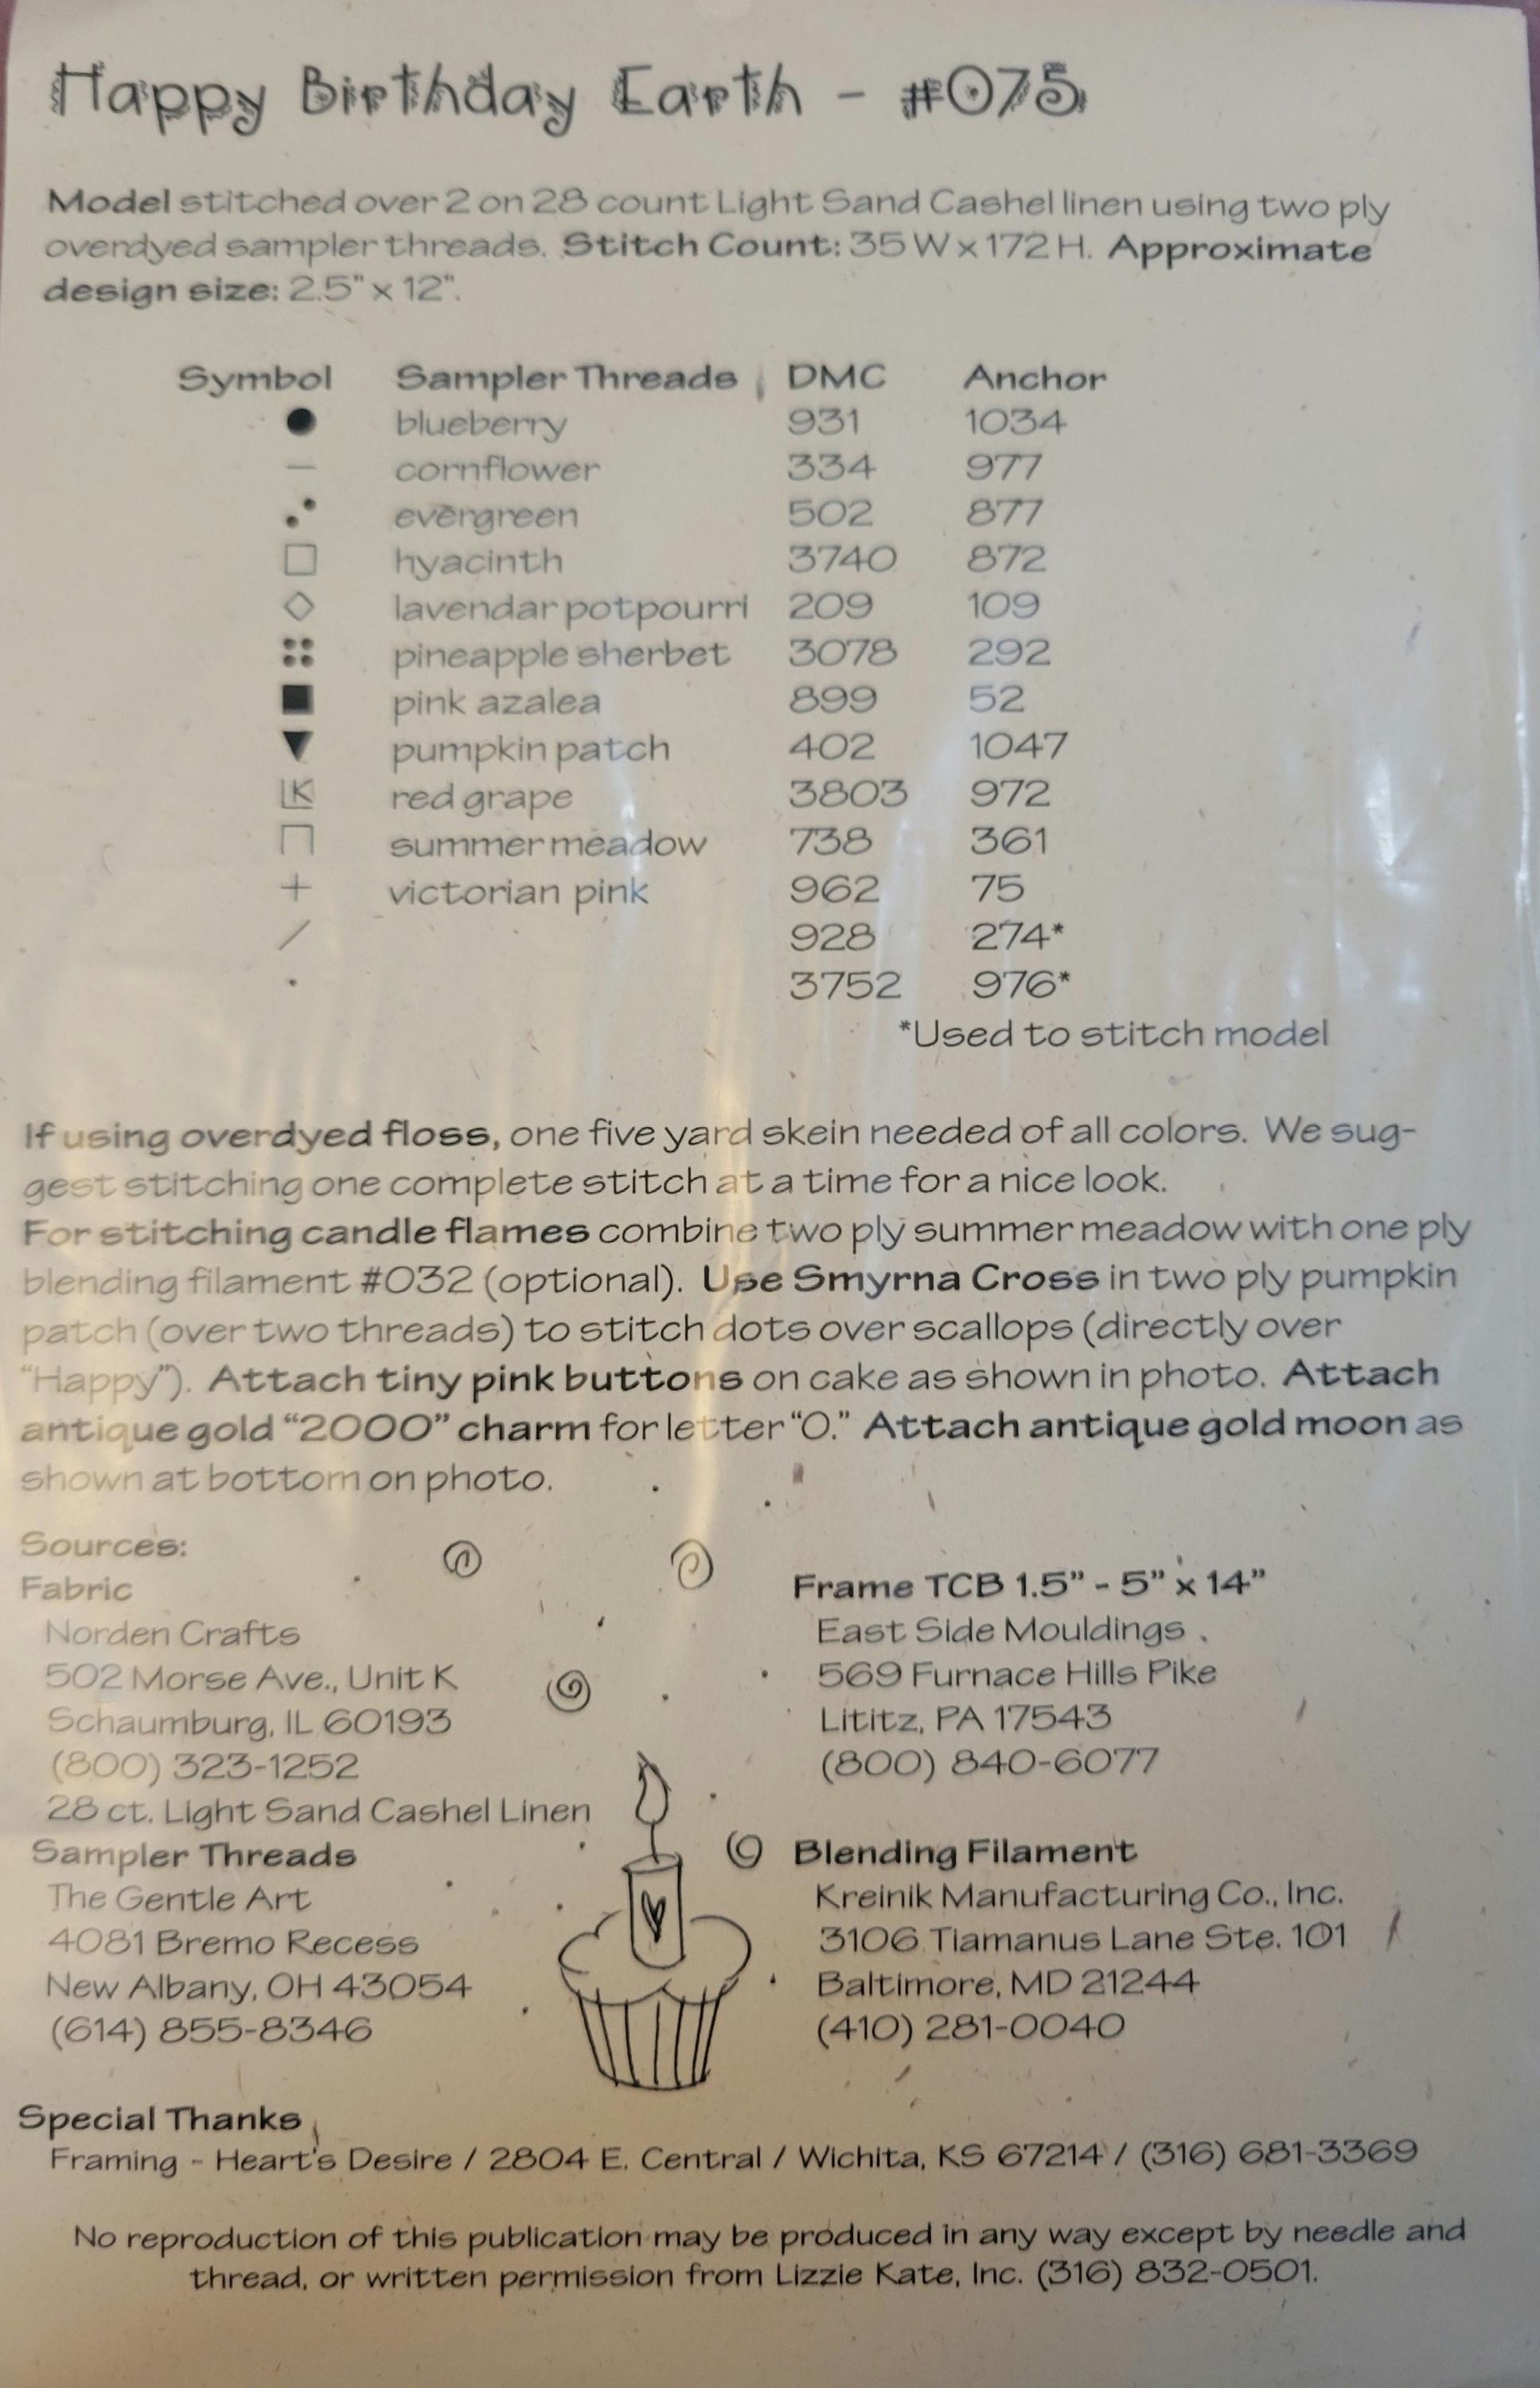 Happy Birthday Earth - #075
Model stitched over 2 on 28 count Light Sand Cashel linen using two ply
overdyed sampler threads. Stitch Count: 35 W x 172 H. Approximate
design size: 2.5" x 12".
Symbol Sampler Threads DMC Anchor
● blueberry 931 1034
— cornflower 334 977
evergreen 502 877
□ hyacinth 3740 872
◇ lavendar potpourri 209 109
∷ pineapple sherbet 3078 292
■ pink azalea 899 52
▼ pumpkin patch 402 1047
LK red grape 3803 972
⊓ summer meadow 738 361
+ victorian pink 962 75
/ 928 274*
· 3752 976*
*Used to stitch model
If using overdyed floss, one five yard skein needed of all colors. We sug-
gest stitching one complete stitch at a time for a nice look.
For stitching candle flames combine two ply summer meadow with one ply
blending filament #032 (optional). Use Smyrna Cross in two ply pumpkin
patch (over two threads) to stitch dots over scallops (directly over
"Happy"). Attach tiny pink buttons on cake as shown in photo. Attach
antique gold "2000" charm for letter "O." Attach antique gold moon as
shown at bottom on photo.
Sources:
Fabric
Norden Crafts
502 Morse Ave., Unit K
Schaumburg, IL 60193
(800) 323-1252
28 ct. Light Sand Cashel Linen
Sampler Threads
The Gentle Art
4081 Bremo Recess
New Albany, OH 43054
(614) 855-8346
Frame TCB 1.5" - 5" x 14"
East Side Mouldings
569 Furnace Hills Pike
Lititz, PA 17543
(800) 840-6077
Blending Filament
Kreinik Manufacturing Co., Inc.
3106 Tiamanus Lane Ste. 101
Baltimore, MD 21244
(410) 281-0040
Special Thanks
Framing - Heart's Desire / 2804 E. Central / Wichita, KS 67214 / (316) 681-3369
No reproduction of this publication may be produced in any way except by needle and
thread, or written permission from Lizzie Kate, Inc. (316) 832-0501.